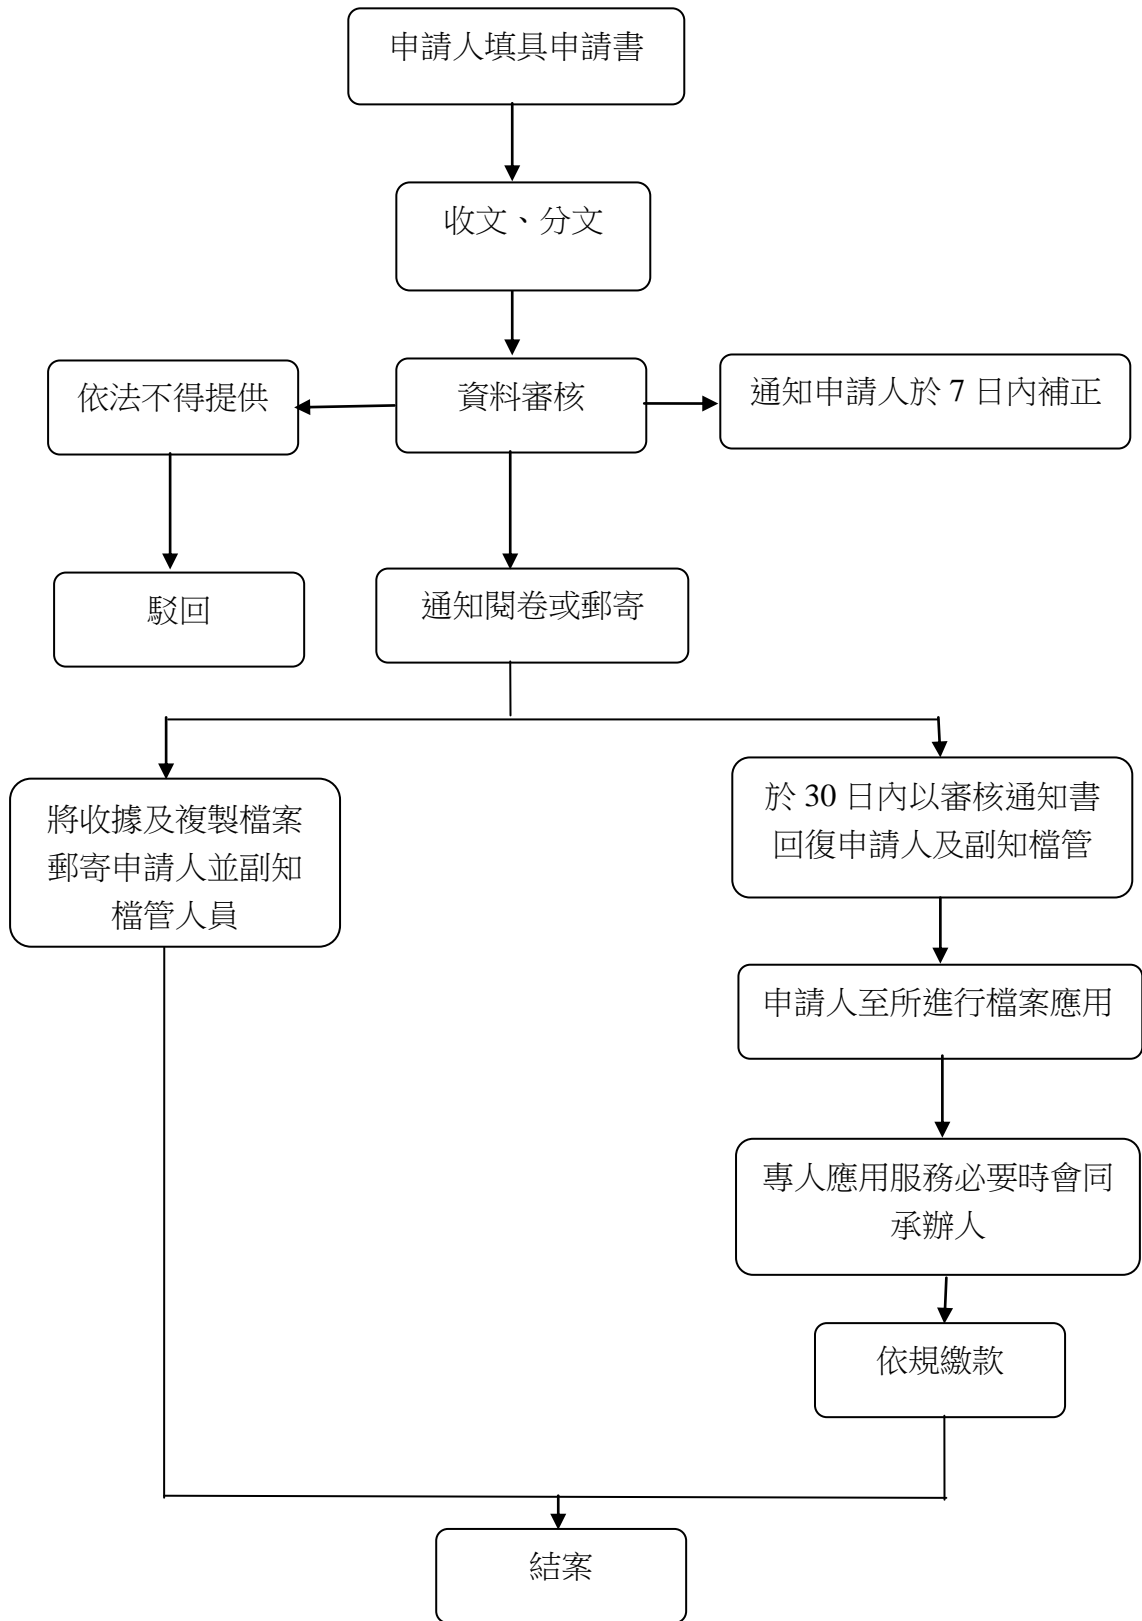 申請人填具申請書
收文、分文
依法不得提供
資料審核
通知申請人於 7 日內補正
駁回
通知閱卷或郵寄
將收據及複製檔案
郵寄申請人並副知
檔管人員
於 30 日內以審核通知書
回復申請人及副知檔管
申請人至所進行檔案應用
專人應用服務必要時會同
承辦人
依規繳款
結案